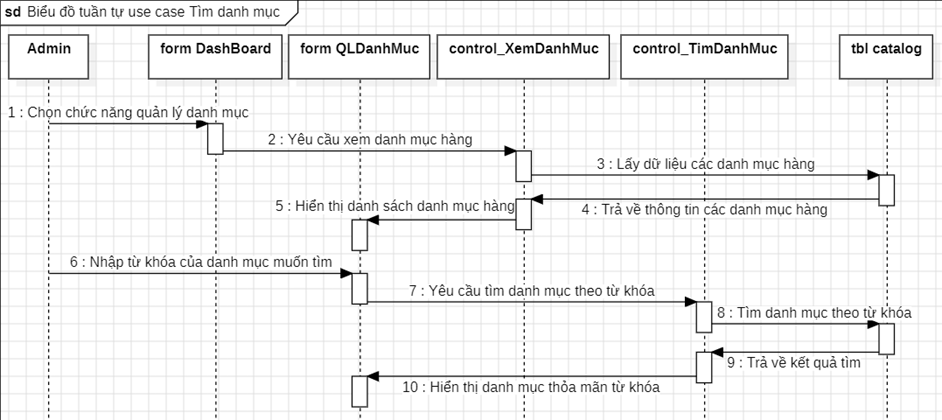 sd Biểu đồ tuần tự use case Tìm danh mục
Admin
form DashBoard
form QLDanhMuc
control_XemDanhMuc
control_TimDanhMuc
tbl catalog
1 : Chọn chức năng quản lý danh mục
2 : Yêu cầu xem danh mục hàng
3 : Lấy dữ liệu các danh mục hàng
4 : Trả về thông tin các danh mục hàng
5 : Hiển thị danh sách danh mục hàng
6 : Nhập từ khóa của danh mục muốn tìm
7 : Yêu cầu tìm danh mục theo từ khóa
8 : Tìm danh mục theo từ khóa
9 : Trả về kết quả tìm
10 : Hiển thị danh mục thỏa mãn từ khóa